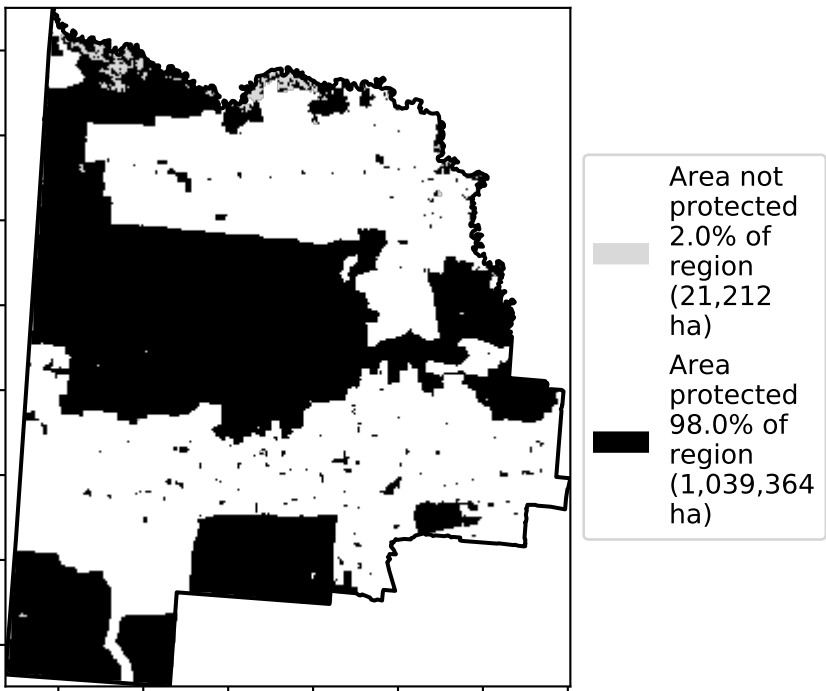 Area not
protected
2.0% of
region
(21,212
ha)
Area
protected
98.0% of
region
(1,039,364
ha)